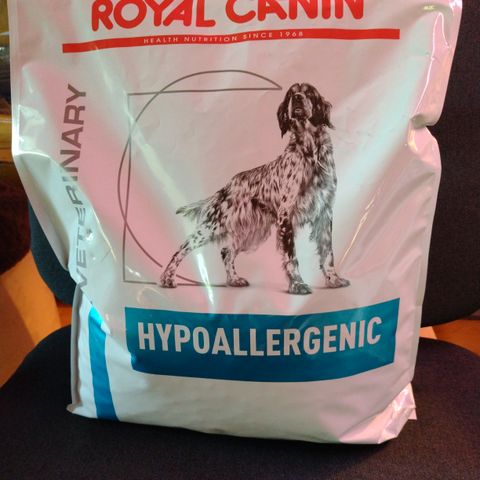 ROYAL CANIN
HEALTH NUTRITION SINCE 1968
VETERINARY
HYPOALLERGENIC